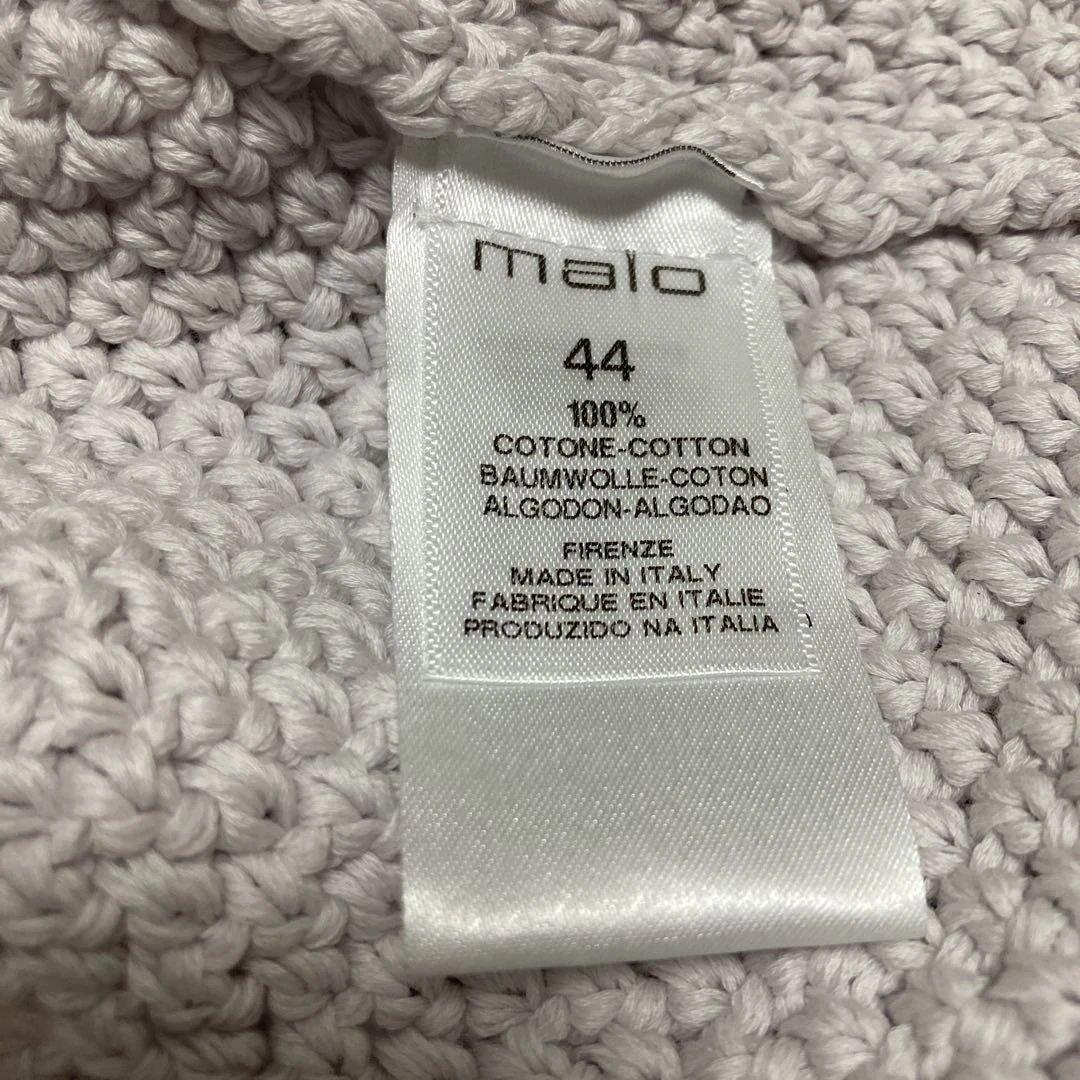 malo
44
100%
COTONE-COTTON
BAUMWOLLE-COTON
ALGODON-ALGODAO
FIRENZE
MADE IN ITALY
FABRIQUE EN ITALIE
PRODUZIDO NA ITALIA